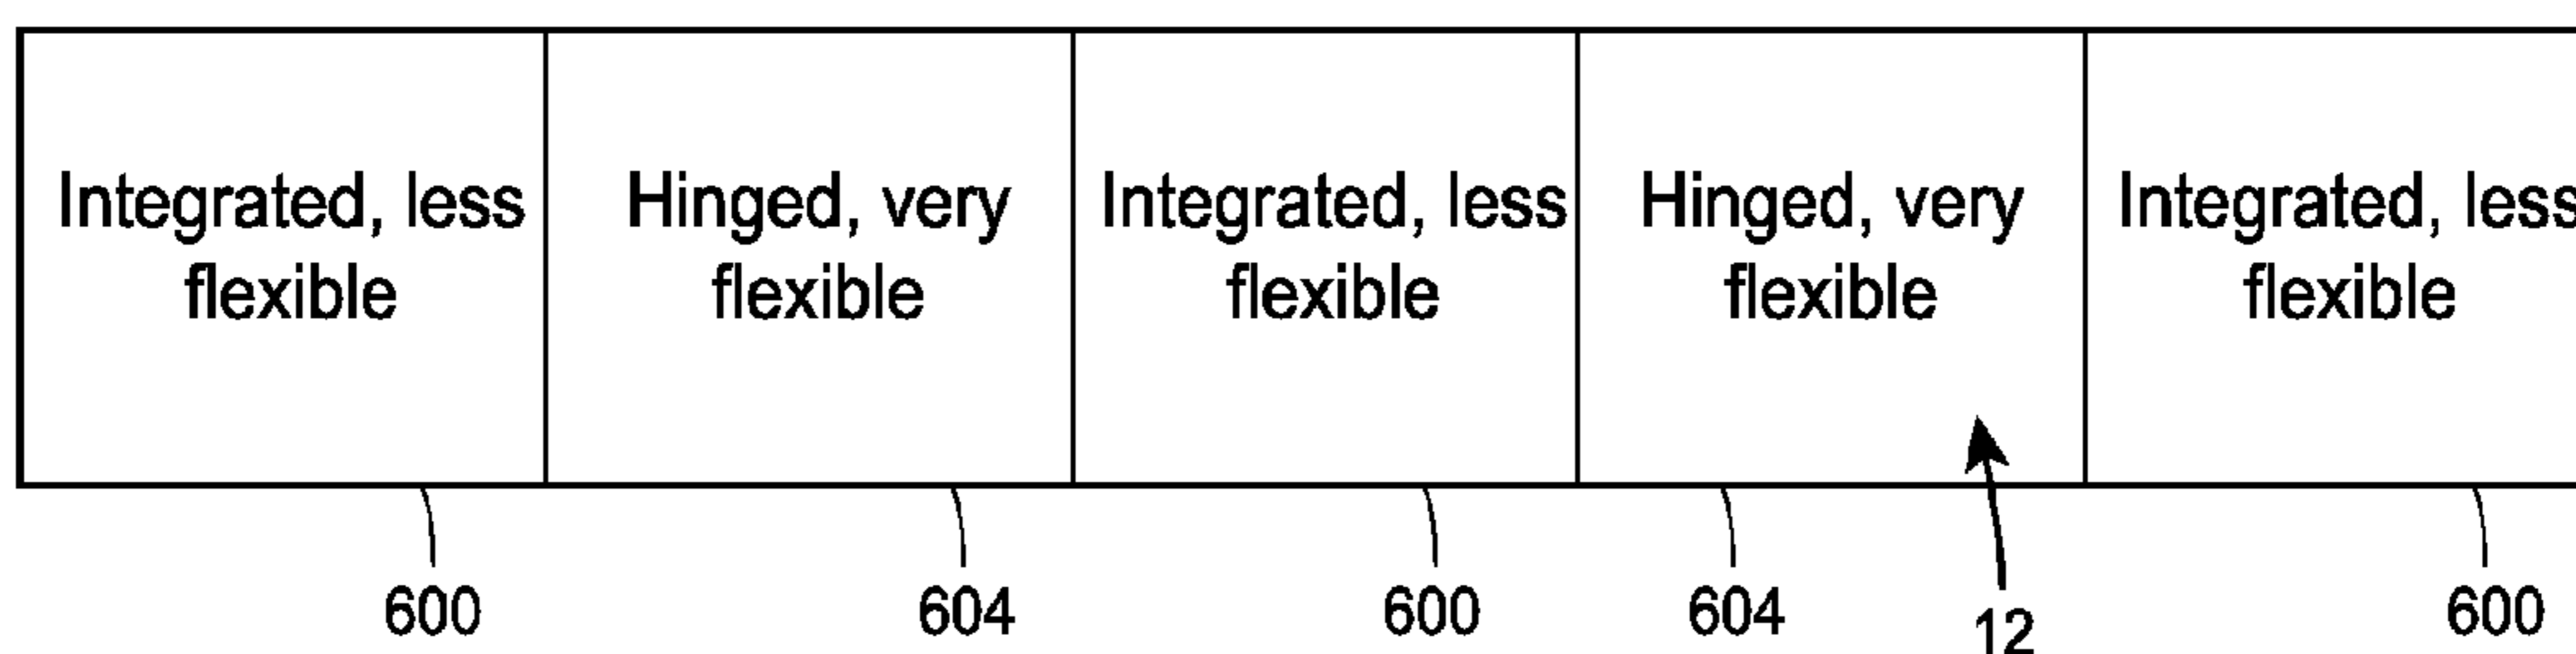 Integrated, less
flexible
Hinged, very
flexible
Integrated, less
flexible
Hinged, very
flexible
Integrated, less
flexible
600
604
600
604
12
600